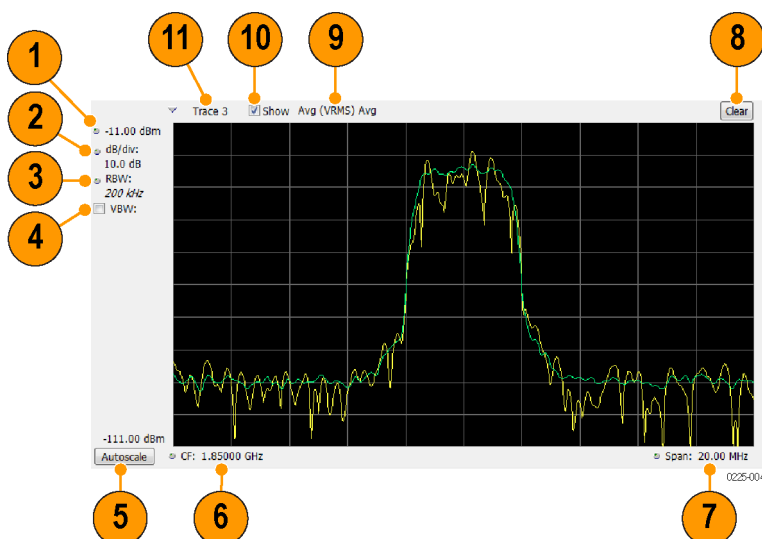 11
10
9
8
1
2
3
4
Trace 3
Show
Avg (VRMS) Avg
Clear
-11.00 dBm
dB/div:
10.0 dB
RBW:
200 kHz
VBW:
-111.00 dBm
Autoscale
CF: 1.85000 GHz
Span: 20.00 MHz
0225-004
5
6
7